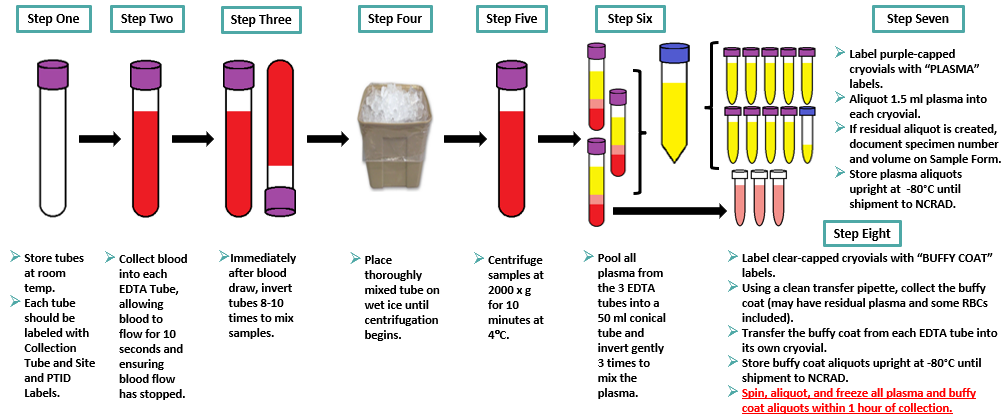 Step One
Step Two
Step Three
Step Four
Step Five
Step Six
Step Seven
Store tubes
at room
temp.
Each tube
should be
labeled with
Collection
Tube and Site
and PTID
Labels.
Collect blood
into each
EDTA Tube,
allowing
blood to
flow for 10
seconds and
ensuring
blood flow
has stopped.
Immediately
after blood
draw, invert
tubes 8-10
times to mix
samples.
Place
thoroughly
mixed tube on
wet ice until
centrifugation
begins.
Centrifuge
samples at
2000 x g
for 10
minutes at
4°C.
Pool all
plasma from
the 3 EDTA
tubes into a
50 ml conical
tube and
invert gently
3 times to
mix the
plasma.
Label purple-capped
cryovials with “PLASMA”
labels.
Aliquot 1.5 ml plasma into
each cryovial.
If residual aliquot is created,
document specimen number
and volume on Sample Form.
Store plasma aliquots
upright at -80°C until
shipment to NCRAD.
Step Eight
Label clear-capped cryovials with “BUFFY COAT”
labels.
Using a clean transfer pipette, collect the buffy
coat (may have residual plasma and some RBCs
included).
Transfer the buffy coat from each EDTA tube into
its own cryovial.
Store buffy coat aliquots upright at -80°C until
shipment to NCRAD.
Spin, aliquot, and freeze all plasma and buffy
coat aliquots within 1 hour of collection.